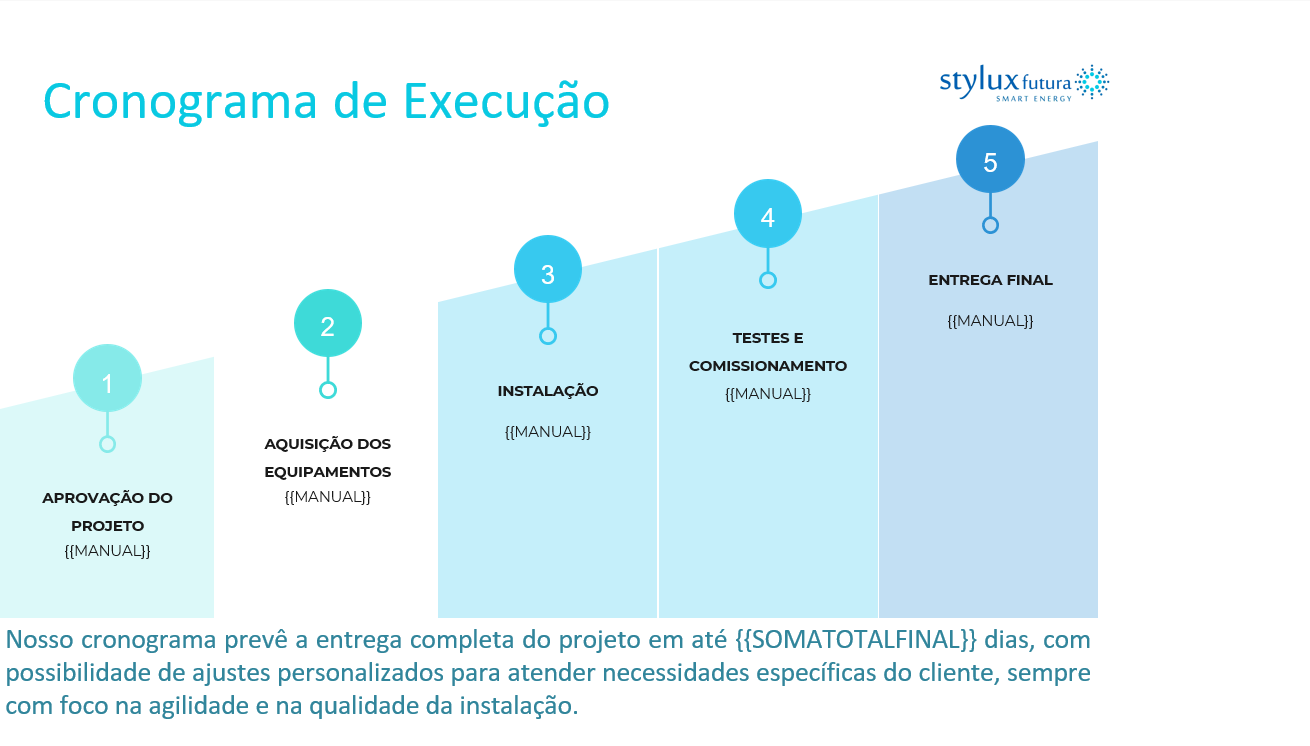 Cronograma de Execução
stylux futura
SMART ENERGY
1
APROVAÇÃO DO
PROJETO
{{MANUAL}}
2
AQUISIÇÃO DOS
EQUIPAMENTOS
{{MANUAL}}
3
INSTALAÇÃO
{{MANUAL}}
4
TESTES E
COMISSIONAMENTO
{{MANUAL}}
5
ENTREGA FINAL
{{MANUAL}}
Nosso cronograma prevê a entrega completa do projeto em até {{SOMATOTALFINAL}} dias, com
possibilidade de ajustes personalizados para atender necessidades específicas do cliente, sempre
com foco na agilidade e na qualidade da instalação.